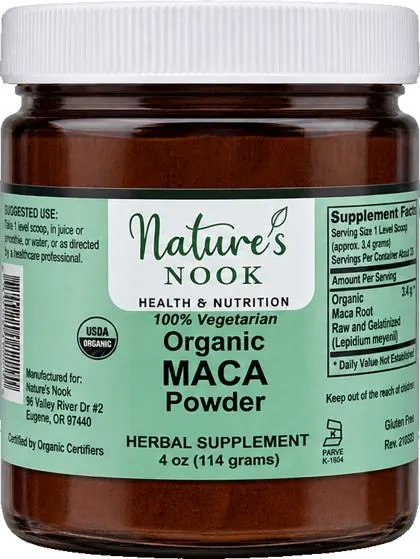 Nature's
NOOK
HEALTH & NUTRITION
100% Vegetarian
Organic
MACA
Powder
HERBAL SUPPLEMENT
4 oz (114 grams)
SUGGESTED USE:
Take 1 level scoop, in juice or
smoothie, or water, or as directed
by a healthcare professional.
USDA
ORGANIC
Manufactured for:
Nature's Nook
96 Valley River Dr #2
Eugene, OR 97440
Certified by Organic Certifiers
Supplement Facts
Serving Size 1 Level Scoop
(approx. 3.4 grams)
Servings Per Container About
Amount Per Serving
Organic 3.4 g *
Maca Root
Raw and Gelatinized
(Lepidium meyenii)
* Daily Value Not Established
Keep out of the reach of
Gluten Free
Rev.
K
PARVE
K-1804